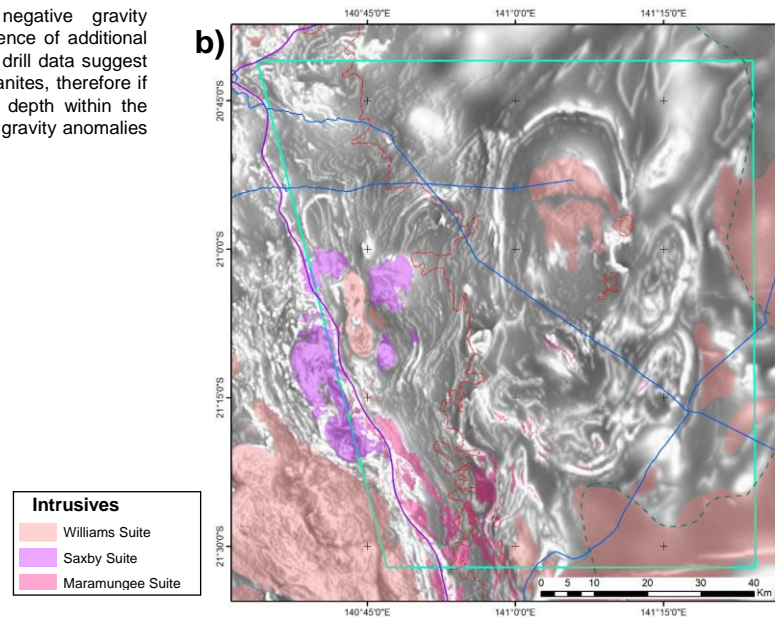 negative gravity
ence of additional
drill data suggest
anites, therefore if
depth within the
gravity anomalies
b)
140°45'0"E 141°0'0"E 141°15'0"E
20°45'0"S
21°0'0"S
21°15'0"S
21°30'0"S
Intrusives
Williams Suite
Saxby Suite
Maramungee Suite
0 5 10 20 30 40
Km
140°45'0"E 141°0'0"E 141°15'0"E